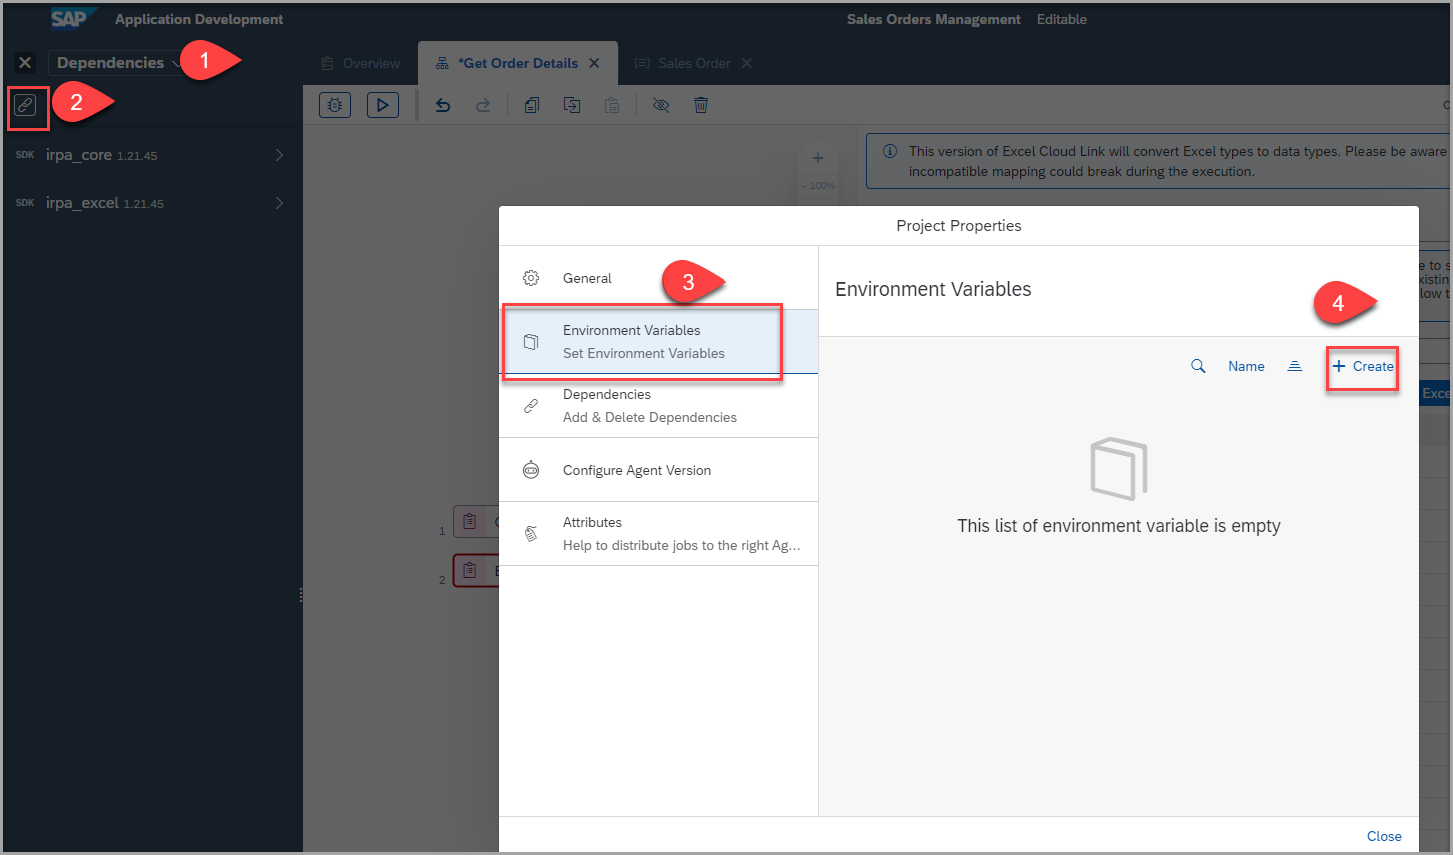 SAP Application Development
Sales Orders Management Editable
Dependencies
1
Overview
*Get Order Details
Sales Order
2
SDK irpa_core 1.21.45
SDK irpa_excel 1.21.45
100%
This version of Excel Cloud Link will convert Excel types to data types. Please be aware
incompatible mapping could break during the execution.
Project Properties
General
3
Environment Variables
Set Environment Variables
Dependencies
Add & Delete Dependencies
Configure Agent Version
Attributes
Help to distribute jobs to the right Ag...
Environment Variables
4
Name
Create
This list of environment variable is empty
Close
1
2
e to s
xistin
low t
Exce